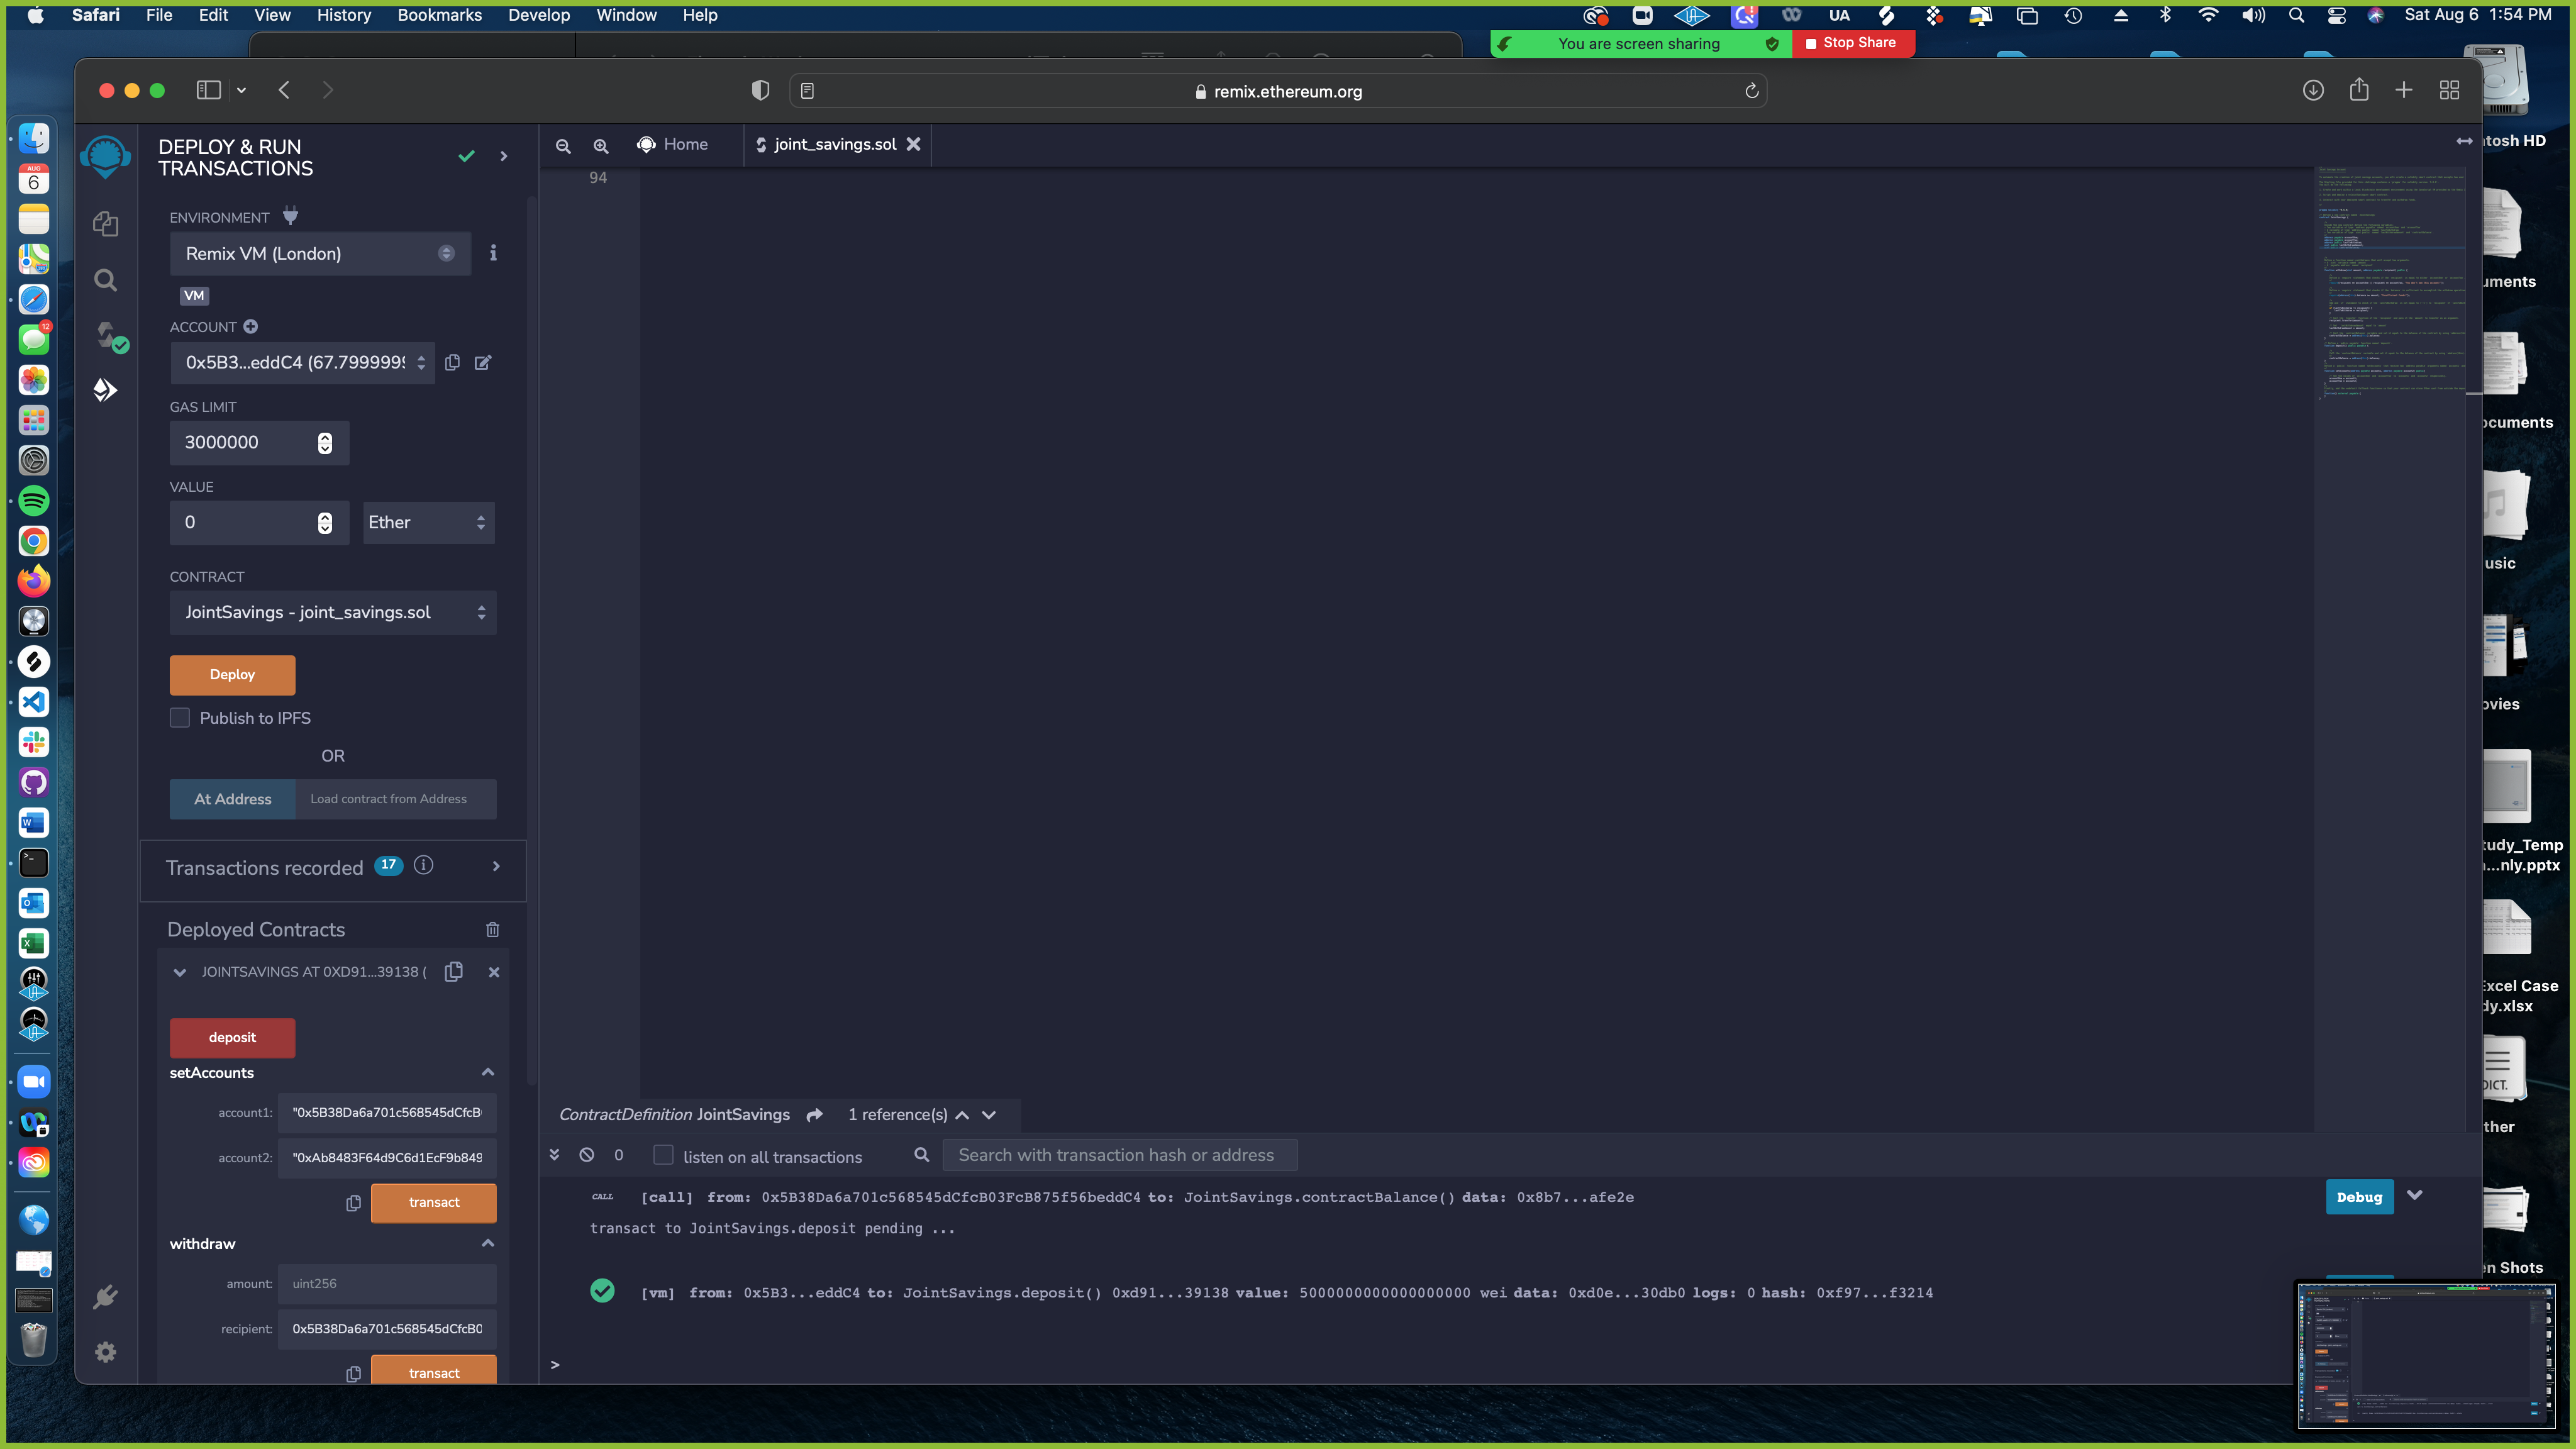 Safari File Edit View History Bookmarks Develop Window Help
UA
Sat Aug 6 1:54 PM
You are screen sharing
Stop Share
remix.ethereum.org
AUG
6
12
DEPLOY & RUN
TRANSACTIONS
ENVIRONMENT
Remix VM (London)
VM
ACCOUNT
0x5B3...eddC4 (67.7999999
GAS LIMIT
3000000
VALUE
0
Ether
CONTRACT
JointSavings - joint_savings.sol
Deploy
Publish to IPFS
OR
At Address
Load contract from Address
Transactions recorded 17
Deployed Contracts
JOINTSAVINGS AT 0XD91...39138 (
deposit
setAccounts
account1: "0x5B38Da6a701c568545dCfcB
account2: "0xAb8483F64d9C6d1EcF9b849
transact
withdraw
amount: uint256
recipient: 0x5B38Da6a701c568545dCfcB0
transact
Home
joint_savings.sol
94
ContractDefinition JointSavings 1 reference(s)
0
listen on all transactions
Search with transaction hash or address
CALL [call] from: 0x5B38Da6a701c568545dCfcB03FcB875f56beddC4 to: JointSavings.contractBalance() data: 0x8b7...afe2e
Debug
transact to JointSavings.deposit pending ...
[vm] from: 0x5B3...eddC4 to: JointSavings.deposit() 0xd91...39138 value: 5000000000000000000 wei data: 0xd0e...30db0 logs: 0 hash: 0xf97...f3214
>
tosh HD
uments
ocuments
usic
ovies
tudy_Temp
...nly.pptx
Excel Case
dy.xlsx
DICT.
ther
en Shots